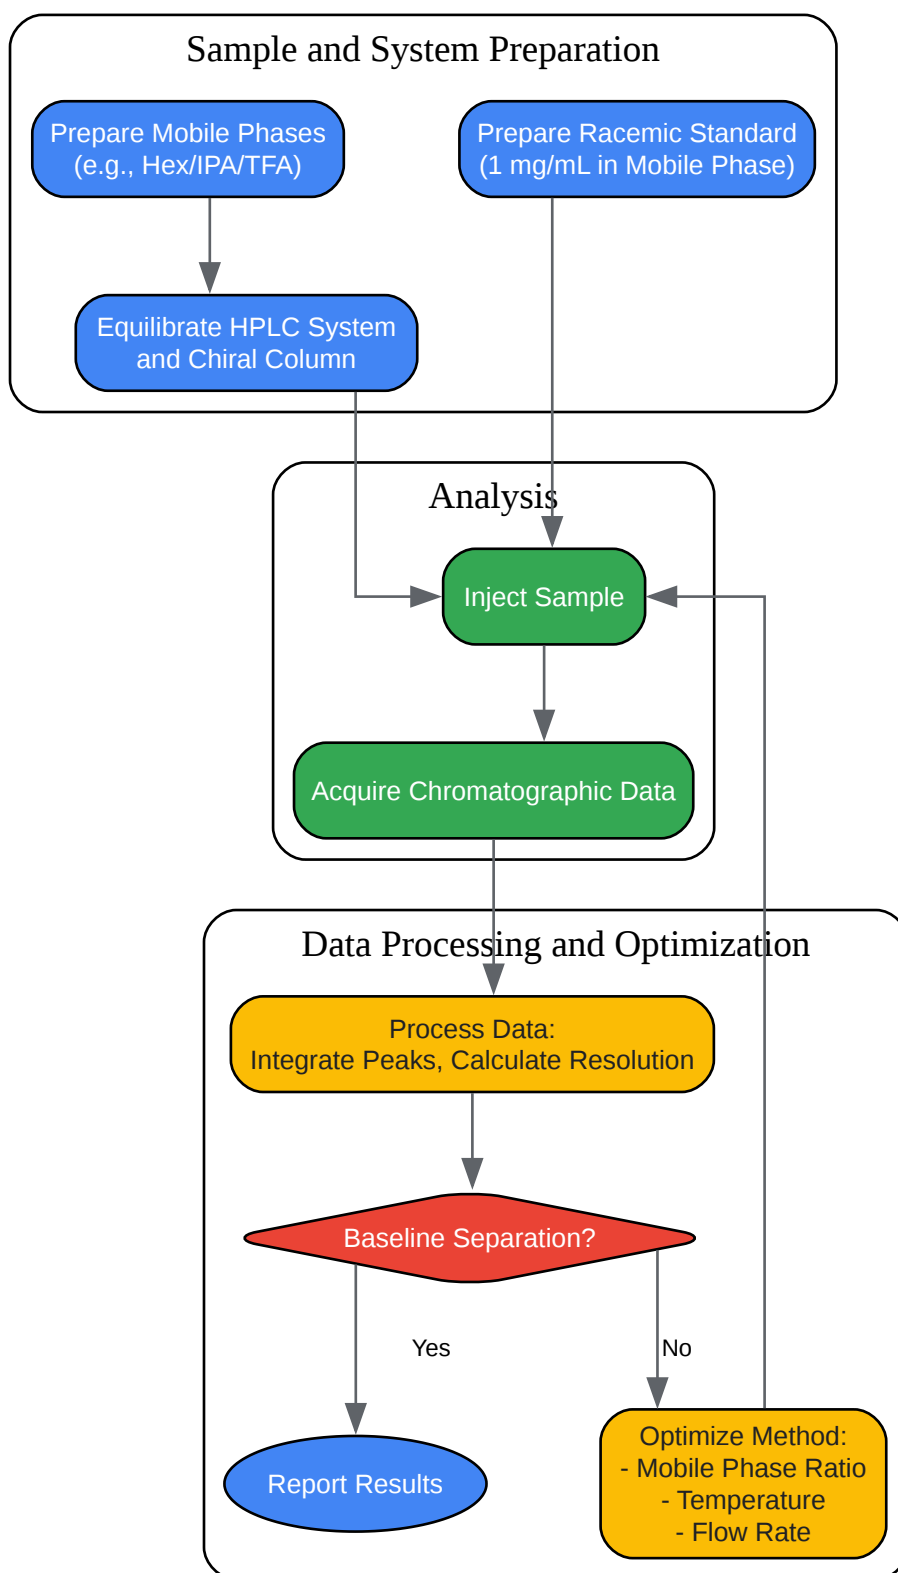 Sample and System Preparation
Prepare Mobile Phases
(e.g., Hex/IPA/TFA)
Prepare Racemic Standard
(1 mg/mL in Mobile Phase)
Equilibrate HPLC System
and Chiral Column
Analysis
Inject Sample
Acquire Chromatographic Data
Data Processing and Optimization
Process Data:
Integrate Peaks, Calculate Resolution
Baseline Separation?
Yes
No
Report Results
Optimize Method:
- Mobile Phase Ratio
- Temperature
- Flow Rate